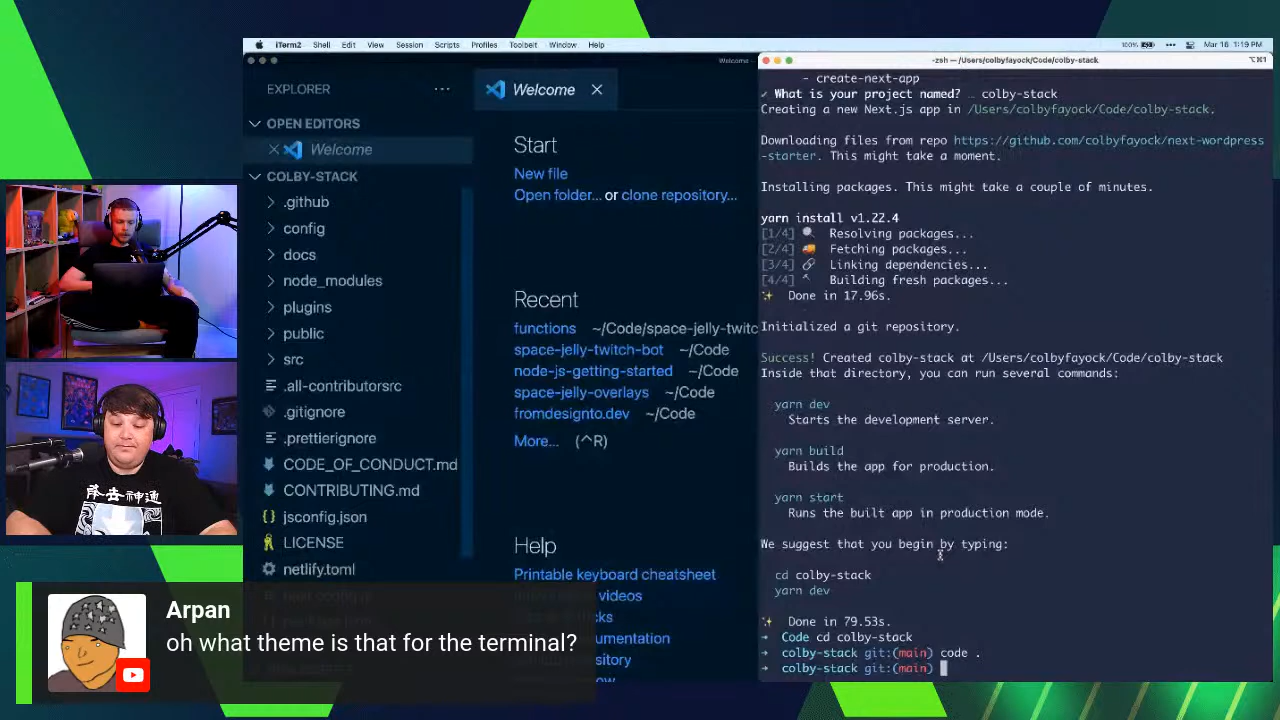 iTerm2 Shell Edit View Session Scripts Profiles Toolbelt Window Help
100% Mar 16 1:19 PM
Welcome
-zsh — /Users/colbyfayock/Code/colby-stack
⌥⌘1
EXPLORER
OPEN EDITORS
Welcome
COLBY-STACK
.github
config
docs
node_modules
plugins
public
src
.all-contributorsrc
.gitignore
.prettierignore
CODE_OF_CONDUCT.md
CONTRIBUTING.md
jsconfig.json
LICENSE
netlify.toml
Welcome
Start
New file
Open folder... or clone repository...
Recent
functions ~/Code/space-jelly-twitc
space-jelly-twitch-bot ~/Code
node-js-getting-started ~/Code
space-jelly-overlays ~/Code
fromdesignto.dev ~/Code
More... (^R)
Help
Printable keyboard cheatsheet
videos
- create-next-app
✓ What is your project named? … colby-stack
Creating a new Next.js app in /Users/colbyfayock/Code/colby-stack.
Downloading files from repo https://github.com/colbyfayock/next-wordpress
-starter. This might take a moment.
Installing packages. This might take a couple of minutes.
yarn install v1.22.4
[1/4] 🔍 Resolving packages...
[2/4] 🚚 Fetching packages...
[3/4] 🔗 Linking dependencies...
[4/4] 🔨 Building fresh packages...
✨ Done in 17.96s.
Initialized a git repository.
Success! Created colby-stack at /Users/colbyfayock/Code/colby-stack
Inside that directory, you can run several commands:
yarn dev
Starts the development server.
yarn build
Builds the app for production.
yarn start
Runs the built app in production mode.
We suggest that you begin by typing:
cd colby-stack
yarn dev
✨ Done in 79.53s.
→ Code cd colby-stack
→ colby-stack git:(main) code .
→ colby-stack git:(main)
Arpan
oh what theme is that for the terminal?